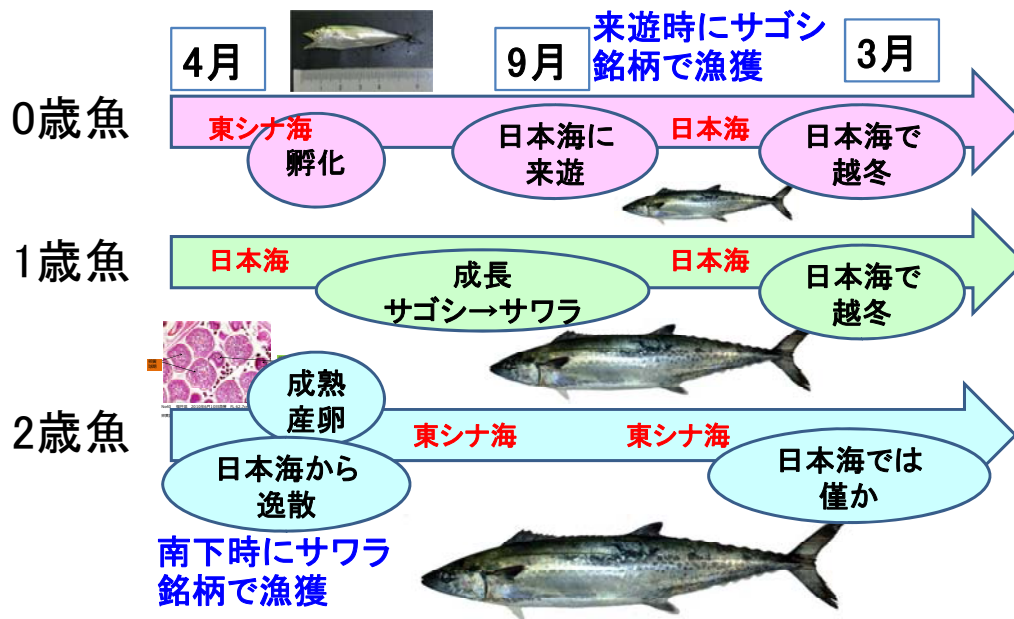 4月
9月
来遊時にサゴシ
銘柄で漁獲
3月
0歳魚
東シナ海
孵化
日本海に
来遊
日本海
日本海で
越冬
1歳魚
日本海
成長
サゴシ→サワラ
日本海
日本海で
越冬
2歳魚
成熟
産卵
日本海から
逸散
東シナ海
東シナ海
日本海では
僅か
南下時にサワラ
銘柄で漁獲